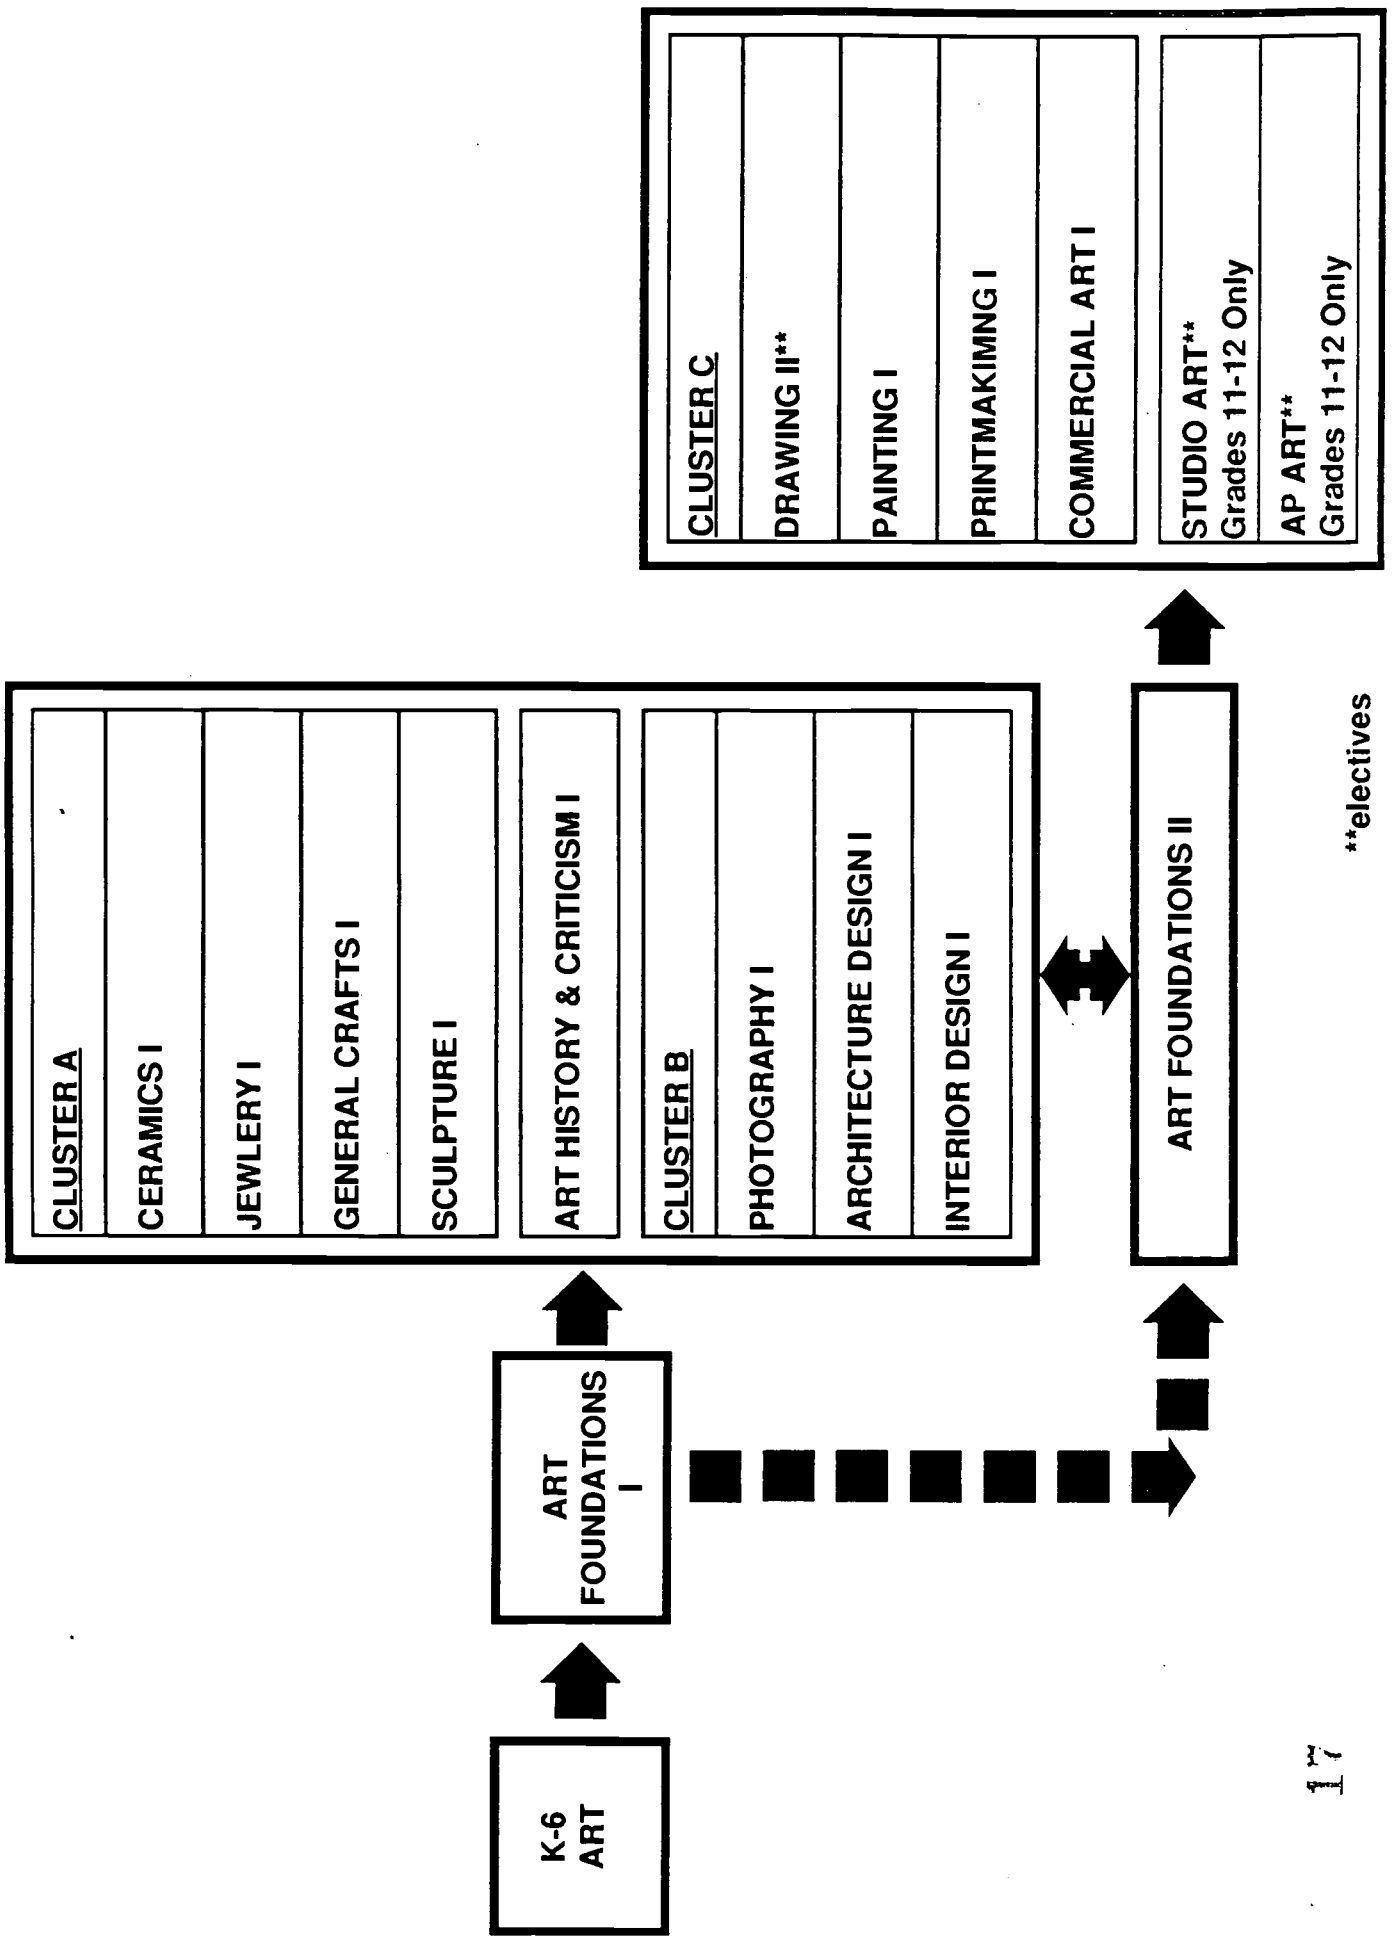 K-6
ART
ART
FOUNDATIONS
I
CLUSTER A
CERAMICS I
JEWLERY I
GENERAL CRAFTS I
SCULPTURE I
ART HISTORY & CRITICISM I
CLUSTER B
PHOTOGRAPHY I
ARCHITECTURE DESIGN I
INTERIOR DESIGN I
ART FOUNDATIONS II
CLUSTER C
DRAWING II**
PAINTING I
PRINTMAKIMNG I
COMMERCIAL ART I
STUDIO ART**
Grades 11-12 Only
AP ART**
Grades 11-12 Only
**electives
17